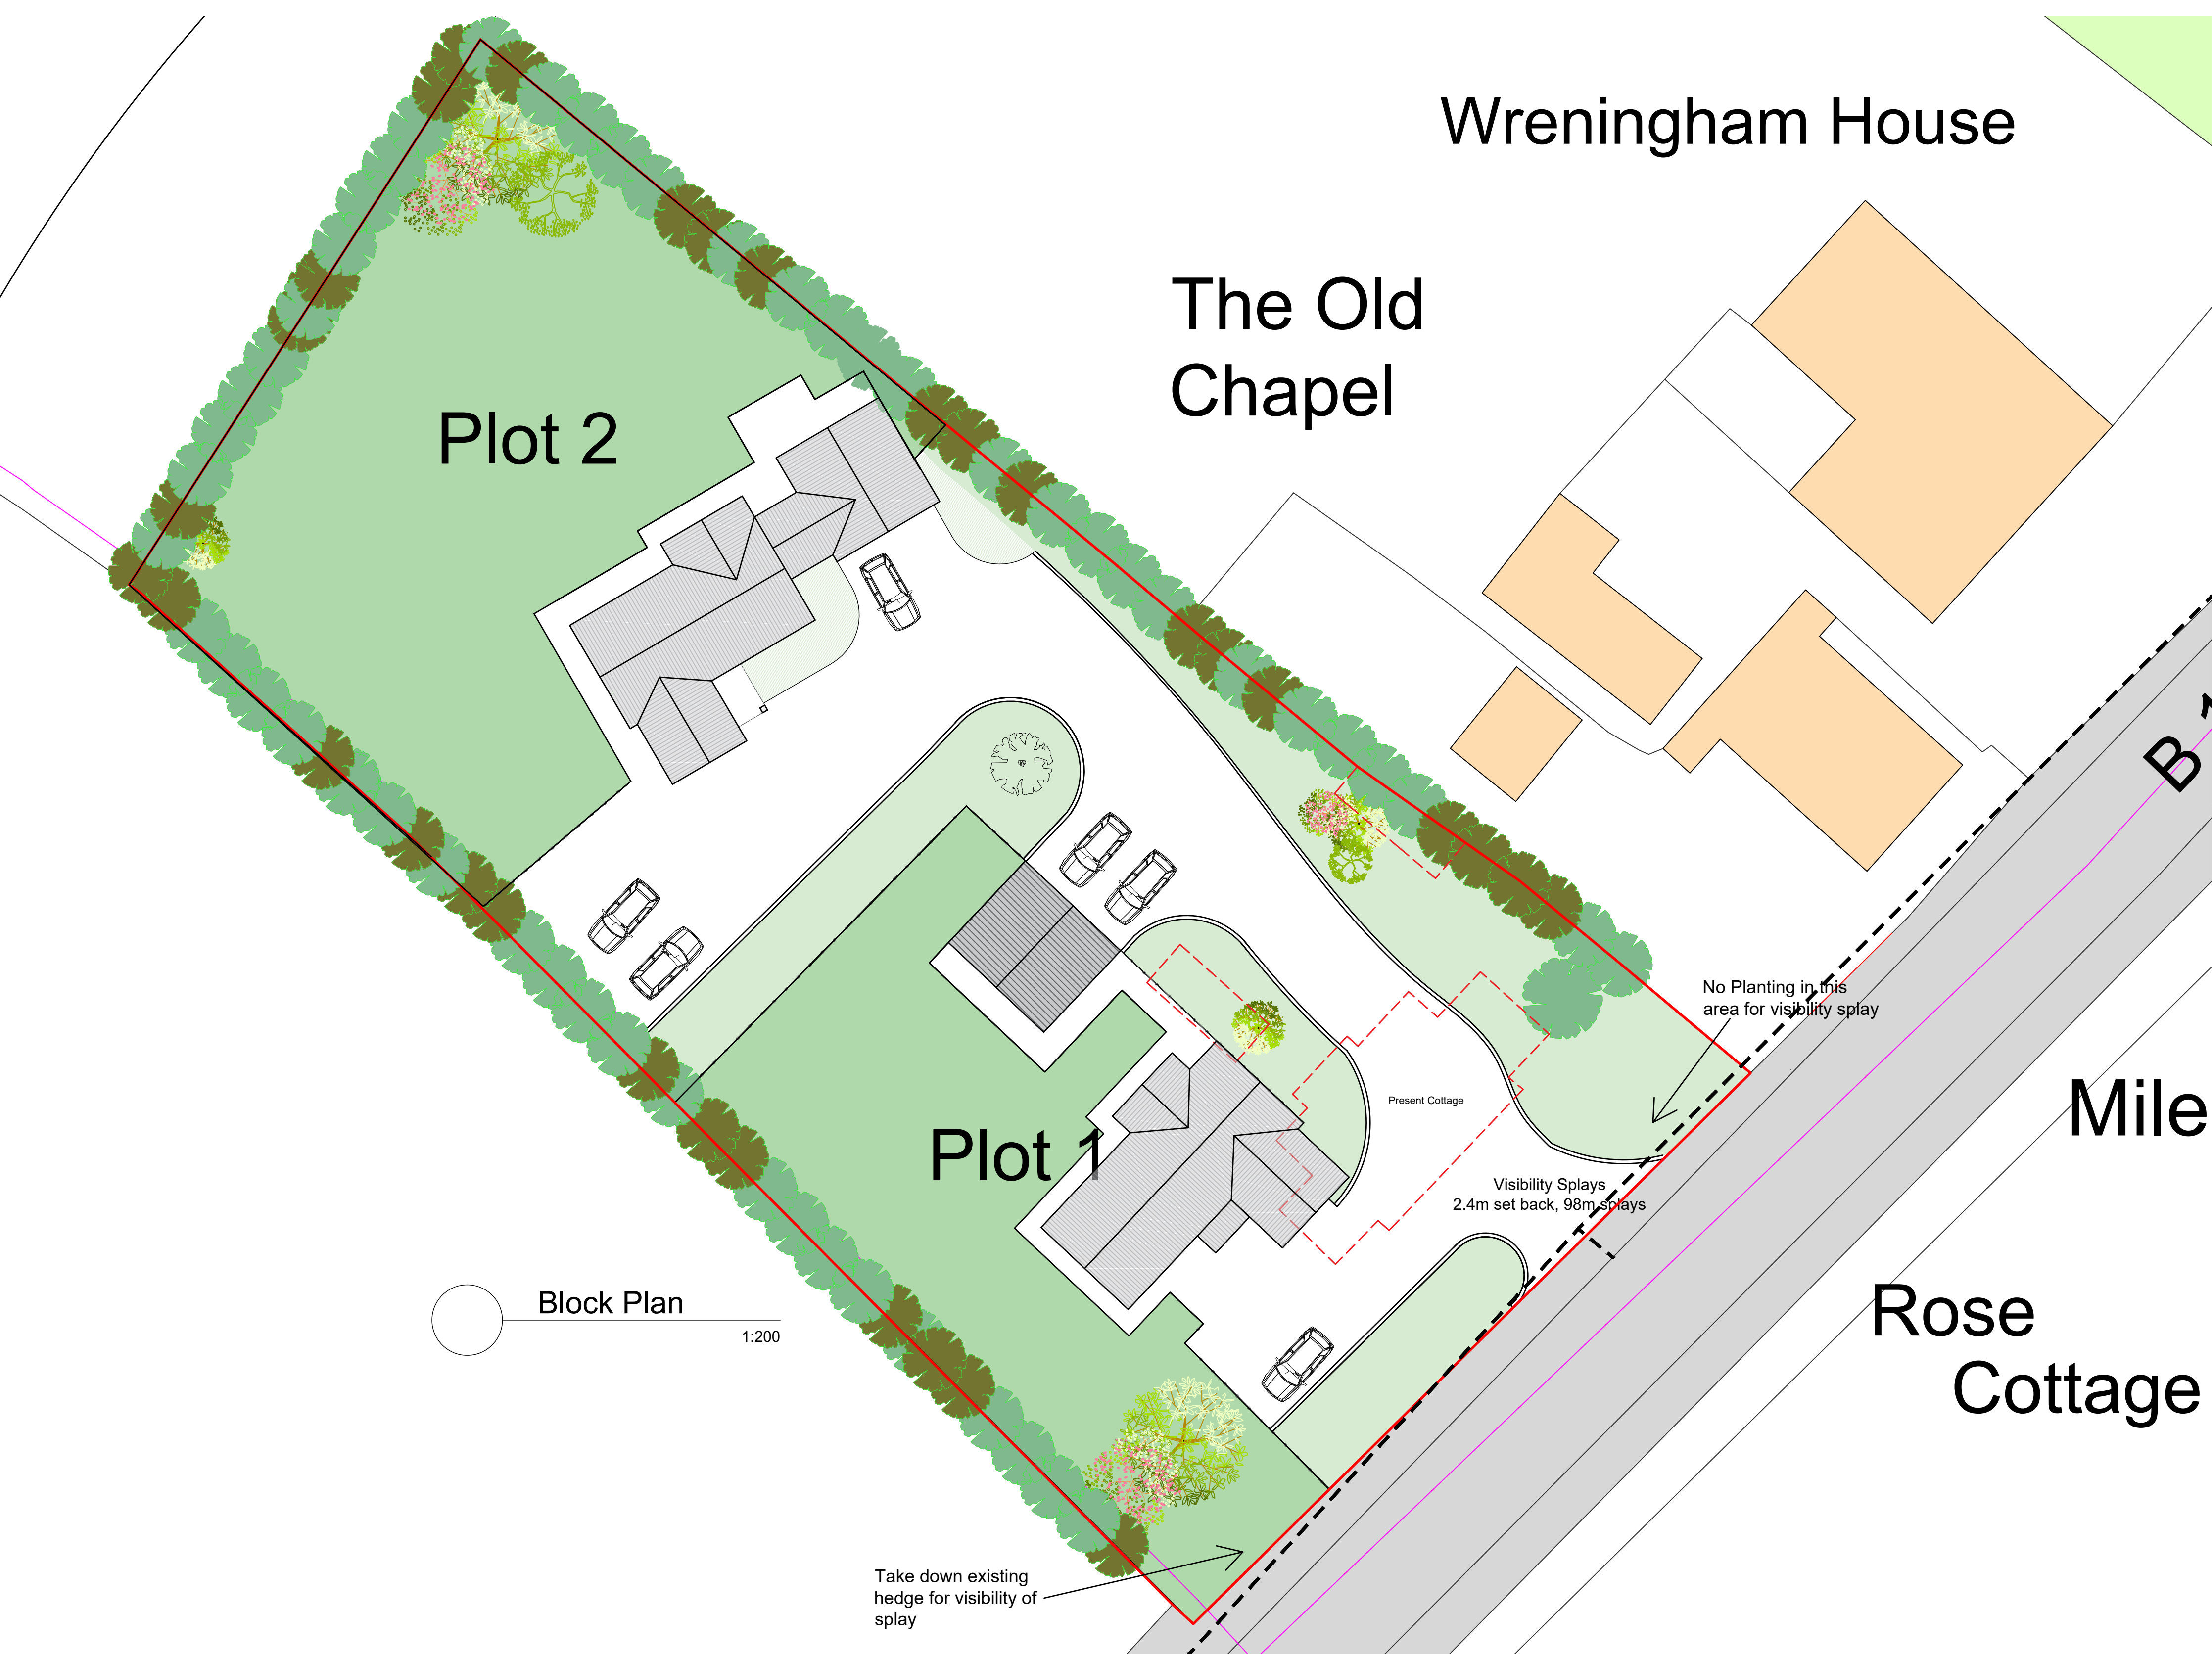 Wreningham House
The Old
Chapel
Plot 2
B 1
No Planting in this
area for visibility splay
Mile
Present Cottage
Plot 1
Visibility Splays
2.4m set back, 98m splays
Rose
Cottage
Block Plan
1:200
Take down existing
hedge for visibility of
splay